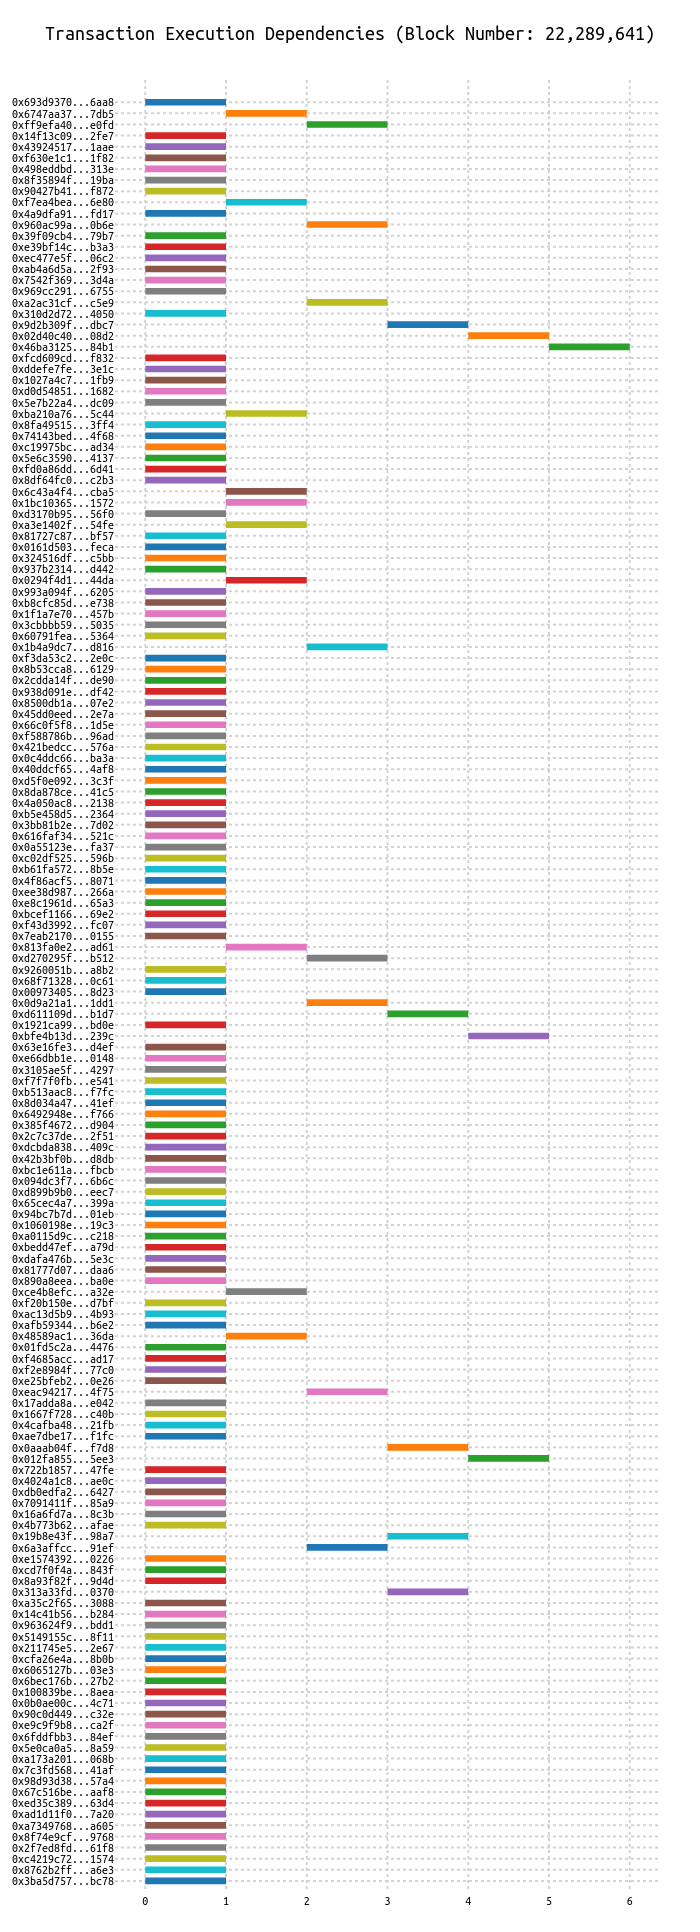 Transaction Execution Dependencies (Block Number: 22,289,641)
0x693d9370...6aa8
0x6747aa37...7db5
0xff9efa40...e0fd
0x14f13c09...2fe7
0x43924517...1aae
0xf630e1c1...1f82
0x498eddbd...313e
0x8f35894f...19ba
0x90427b41...f872
0xf7ea4bea...6e80
0x4a9dfa91...fd17
0x960ac99a...0b6e
0x39f09cb4...79b7
0xe39bf14c...b3a3
0xec477e5f...06c2
0xab4a6d5a...2f93
0x7542f369...3d4a
0x969cc291...6755
0xa2ac31cf...c5e9
0x310d2d72...4050
0x9d2b309f...dbc7
0x02d40c40...08d2
0x46ba3125...84b1
0xfcd609cd...f832
0xddefe7fe...3e1c
0x1027a4c7...1fb9
0xd0d54851...1682
0x5e7b22a4...dc09
0xba210a76...5c44
0x8fa49515...3ff4
0x74143bed...4f68
0xc19975bc...ad34
0x5e6c3590...4137
0xfd0a86dd...6d41
0x8df64fc0...c2b3
0x6c43a4f4...cba5
0x1bc10365...1572
0xd3170b95...56f0
0xa3e1402f...54fe
0x81727c87...bf57
0x0161d503...feca
0x324516df...c5bb
0x937b2314...d442
0x0294f4d1...44da
0x993a094f...6205
0xb8cfc85d...e738
0x1f1a7e70...457b
0x3cbbbb59...5035
0x60791fea...5364
0x1b4a9dc7...d816
0xf3da53c2...2e0c
0x8b53cca8...6129
0x2cdda14f...de90
0x938d091e...df42
0x8500db1a...07e2
0x45dd0eed...2e7a
0x66c0f5f8...1d5e
0xf588786b...96ad
0x421bedcc...576a
0x0c4ddc66...ba3a
0x40ddcf65...4af8
0xd5f0e092...3c3f
0x8da878ce...41c5
0x4a050ac8...2138
0xb5e458d5...2364
0x3bb81b2e...7d02
0x616faf34...521c
0x0a55123e...fa37
0xc02df525...596b
0xb61fa572...8b5e
0x4f86acf5...8071
0xee38d987...266a
0xe8c1961d...65a3
0xbcef1166...69e2
0xf43d3992...fc07
0x7eab2170...0155
0x813fa0e2...ad61
0xd270295f...b512
0x9260051b...a8b2
0x68f71328...0c61
0x00973405...8d23
0x0d9a21a1...1dd1
0xd611109d...b1d7
0x1921ca99...bd0e
0xbfe4b13d...239c
0x63e16fe3...d4ef
0xe66dbb1e...0148
0x3105ae5f...4297
0xf7f7f0fb...e541
0xb513aac8...f7fc
0x8d034a47...41ef
0x6492948e...f766
0x385f4672...d904
0x2c7c37de...2f51
0xdcbda838...409c
0x42b3bf0b...d8db
0xbc1e611a...fbcb
0x094dc3f7...6b6c
0xd899b9b0...eec7
0x65cec4a7...399a
0x94bc7b7d...01eb
0x1060198e...19c3
0xa0115d9c...c218
0xbedd47ef...a79d
0xdafa476b...5e3c
0x81777d07...daa6
0x890a8eea...ba0e
0xce4b8efc...a32e
0xf20b150e...d7bf
0xac13d5b9...4b93
0xafb59344...b6e2
0x48589ac1...36da
0x01fd5c2a...4476
0xf4685acc...ad17
0xf2e8984f...77c0
0xe25bfeb2...0e26
0xeac94217...4f75
0x17adda8a...e042
0x1667f728...c40b
0x4cafba48...21fb
0xae7dbe17...f1fc
0x0aaab04f...f7d8
0x012fa855...5ee3
0x722b1857...47fe
0x4024a1c8...ae0c
0xdb0edfa2...6427
0x7091411f...85a9
0x16a6fd7a...8c3b
0x4b773b62...afae
0x19b8e43f...98a7
0x6a3affcc...91ef
0xe1574392...0226
0xcd7f0f4a...843f
0x8a93f82f...9d4d
0x313a33fd...0370
0xa35c2f65...3088
0x14c41b56...b284
0x963624f9...bdd1
0x5149155c...8f11
0x211745e5...2e67
0xcfa26e4a...8b0b
0x6065127b...03e3
0x6bec176b...27b2
0x100839be...8aea
0x0b0ae00c...4c71
0x90c0d449...c32e
0xe9c9f9b8...ca2f
0x6fddfbb3...84ef
0x5e0ca0a5...8a59
0xa173a201...068b
0x7c3fd568...41af
0x98d93d38...57a4
0x67c516be...aaf8
0xed35c389...63d4
0xad1d11f0...7a20
0xa7349768...a605
0x8f74e9cf...9768
0x2f7ed8fd...61f8
0xc4219c72...1574
0x8762b2ff...a6e3
0x3ba5d757...bc78
0 1 2 3 4 5 6